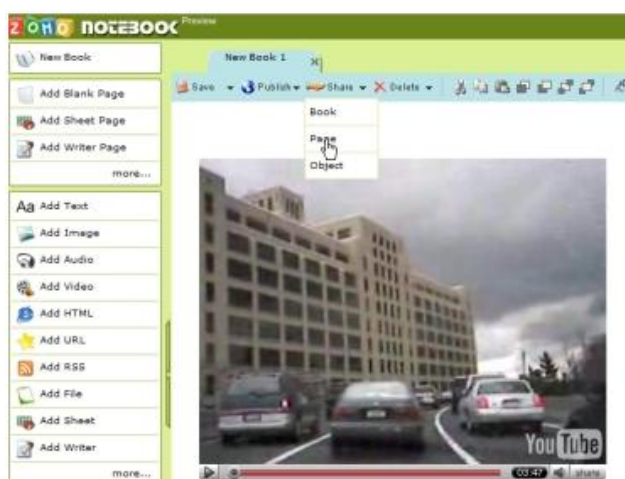 ZOHO NOTEBOOK Preview
New Book
New Book 1
Save Publish Share Delete
Add Blank Page
Add Sheet Page
Add Writer Page
more...
Book
Page
Object
Aa Add Text
Add Image
Add Audio
Add Video
Add HTML
Add URL
Add RSS
Add File
Add Sheet
Add Writer
more...
You Tube
03:47 share